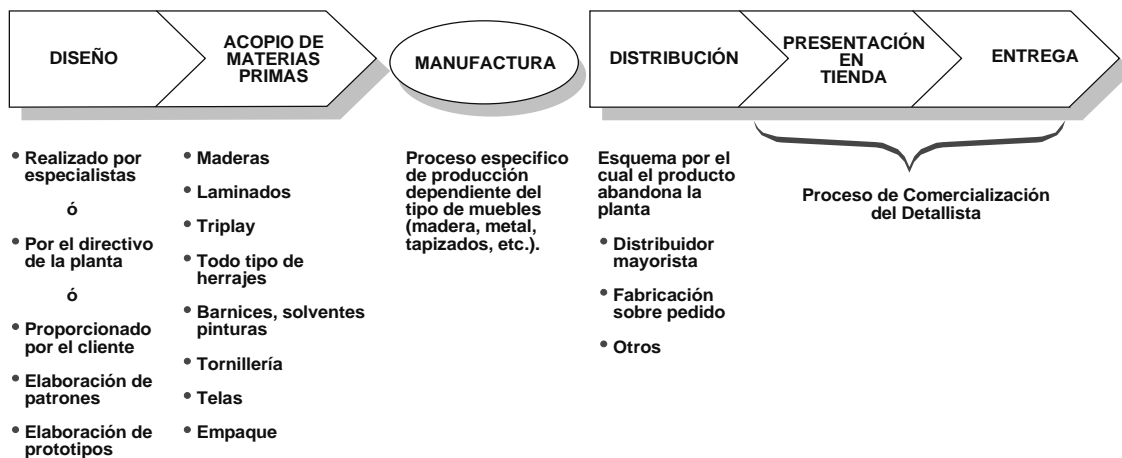 DISEÑO
ACOPIO DE
MATERIAS
PRIMAS
MANUFACTURA
DISTRIBUCIÓN
PRESENTACIÓN
EN
TIENDA
ENTREGA
• Realizado por
especialistas
ó
• Por el directivo
de la planta
ó
• Proporcionado
por el cliente
• Elaboración de
patrones
• Elaboración de
prototipos
• Maderas
• Laminados
• Triplay
• Todo tipo de
herrajes
• Barnices, solventes
pinturas
• Tornillería
• Telas
• Empaque
Proceso especifico
de producción
dependiente del
tipo de muebles
(madera, metal,
tapizados, etc.).
Esquema por el
cual el producto
abandona la
planta
• Distribuidor
mayorista
• Fabricación
sobre pedido
• Otros
Proceso de Comercialización
del Detallista